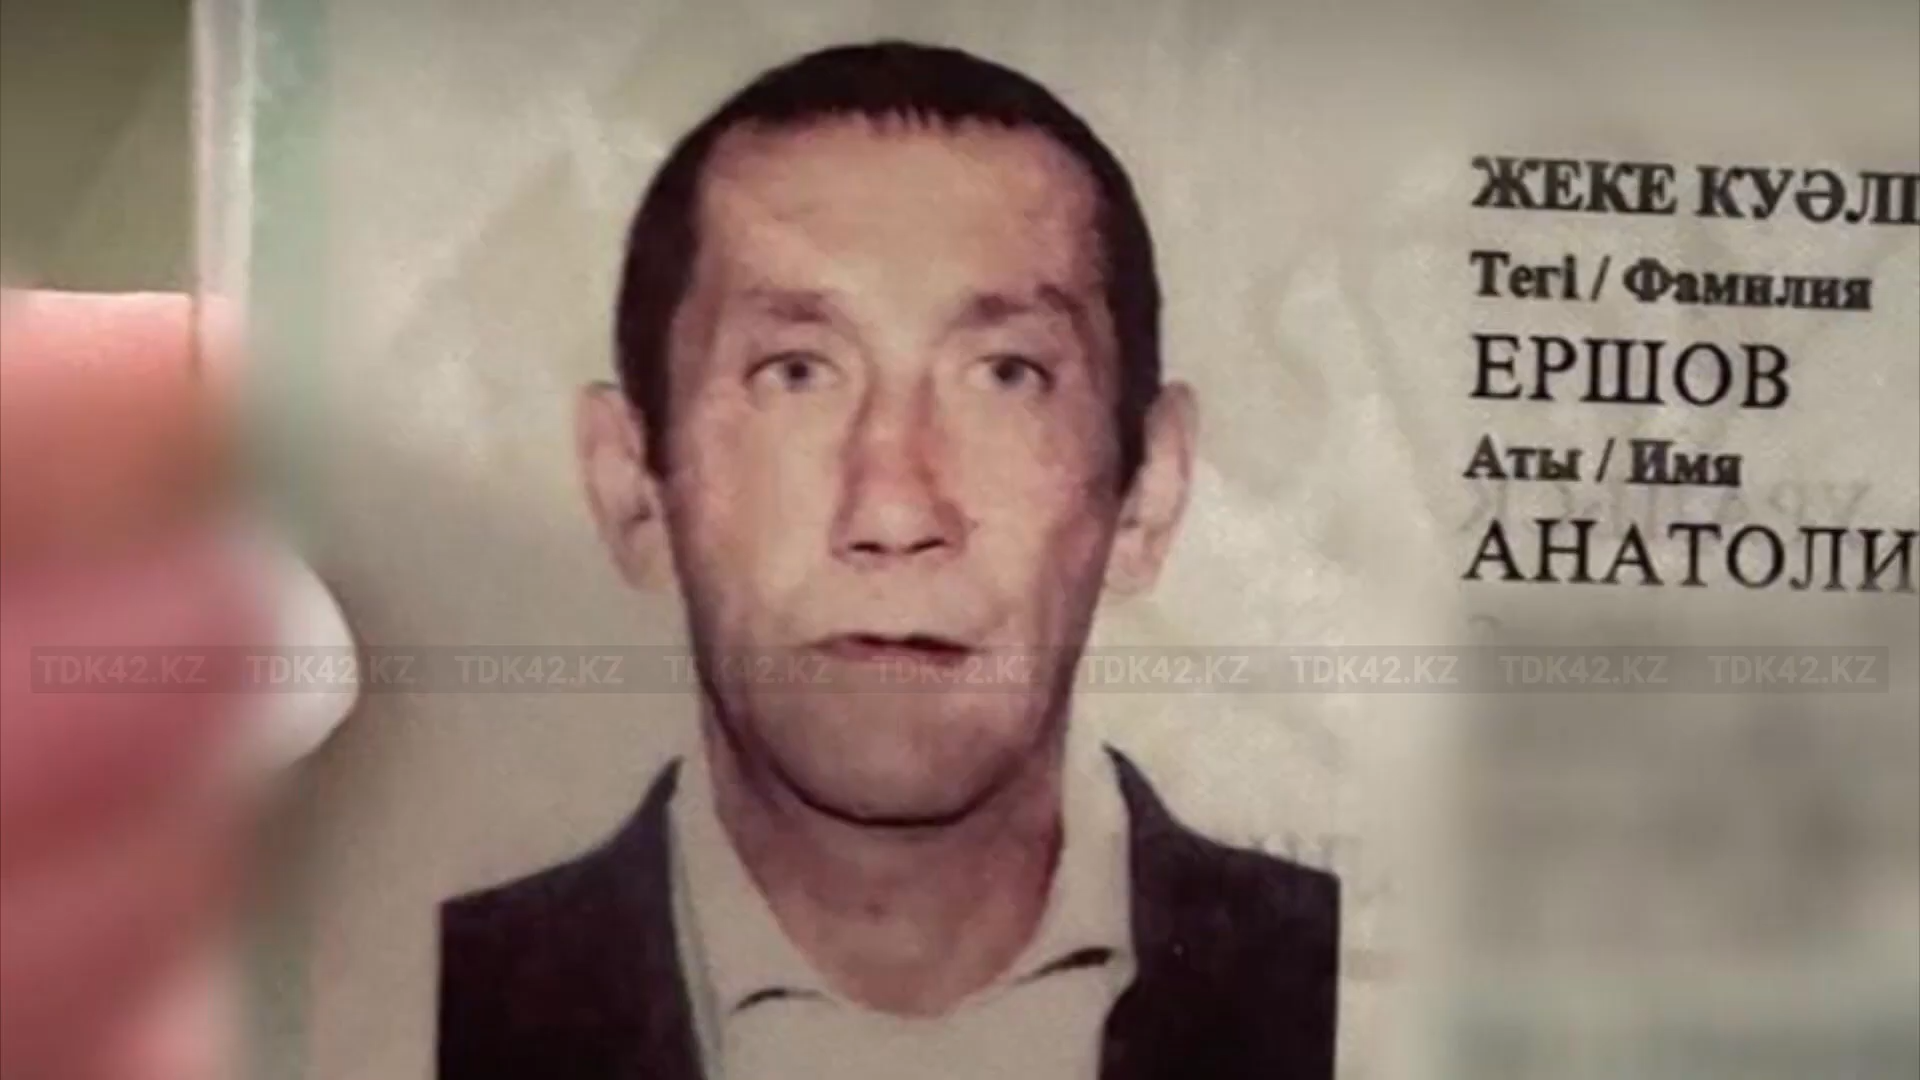 ЖЕКЕ КУӘЛІ
Тегі / Фамилия
ЕРШОВ
Аты / Имя
АНАТОЛИ
TDK42.KZ TDK42.KZ TDK42.KZ TDK42.KZ TDK42.KZ TDK42.KZ TDK42.KZ TDK42.KZ TDK42.KZ